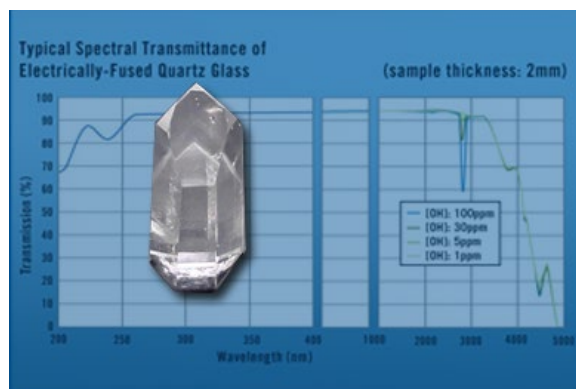 Typical Spectral Transmittance of
Electrically-Fused Quartz Glass
(sample thickness: 2mm)
Transmission (%)
100
90
80
70
60
50
40
30
20
10
0
200
250
300
350
400
1000
2000
3000
4000
5000
Wavelength (nm)
[OH]: 100ppm
[OH]: 30ppm
[OH]: 5ppm
[OH]: 1ppm